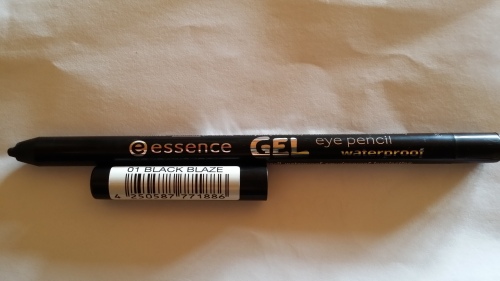 essence GEL eye pencil
waterproof
01 BLACK BLAZE
4 250587 771886